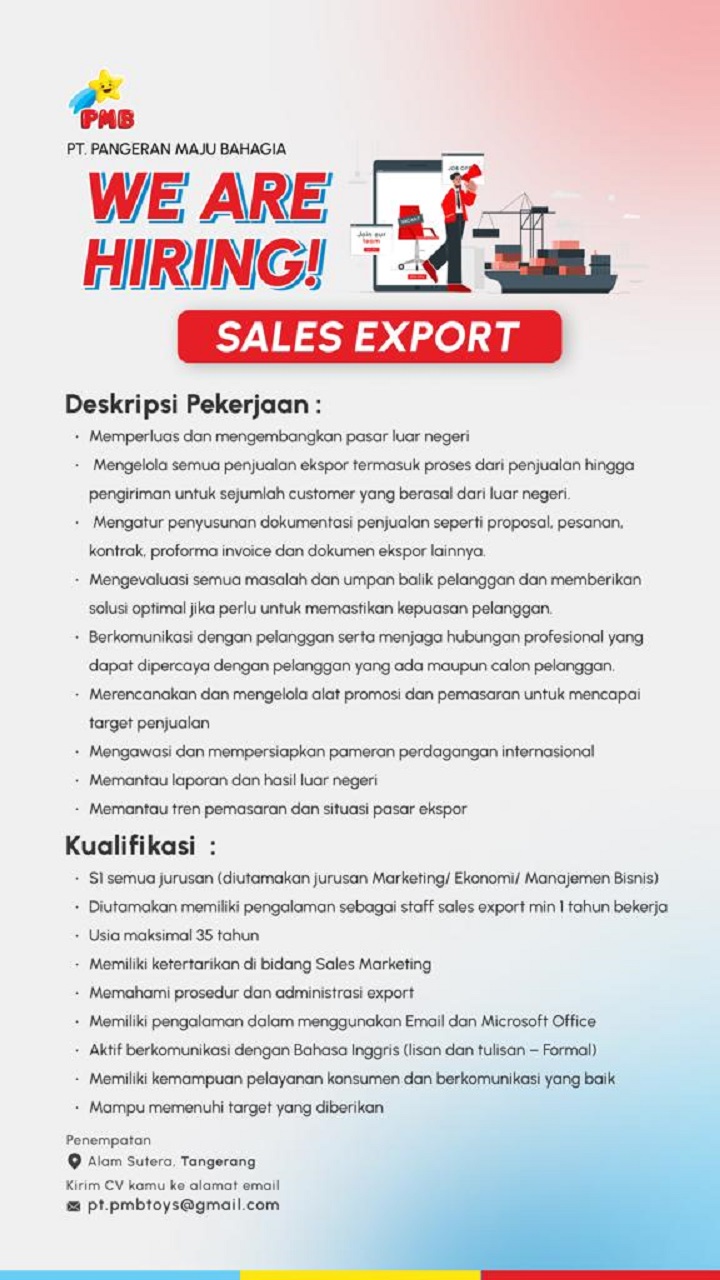 PMB
PT. PANGERAN MAJU BAHAGIA
WE ARE
HIRING!
Join our
team
SALES EXPORT
Deskripsi Pekerjaan :
• Memperluas dan mengembangkan pasar luar negeri
• Mengelola semua penjualan ekspor termasuk proses dari penjualan hingga
pengiriman untuk sejumlah customer yang berasal dari luar negeri.
• Mengatur penyusunan dokumentasi penjualan seperti proposal, pesanan,
kontrak, proforma invoice dan dokumen ekspor lainnya.
• Mengevaluasi semua masalah dan umpan balik pelanggan dan memberikan
solusi optimal jika perlu untuk memastikan kepuasan pelanggan.
• Berkomunikasi dengan pelanggan serta menjaga hubungan profesional yang
dapat dipercaya dengan pelanggan yang ada maupun calon pelanggan.
• Merencanakan dan mengelola alat promosi dan pemasaran untuk mencapai
target penjualan
• Mengawasi dan mempersiapkan pameran perdagangan internasional
• Memantau laporan dan hasil luar negeri
• Memantau tren pemasaran dan situasi pasar ekspor
Kualifikasi :
• S1 semua jurusan (diutamakan jurusan Marketing/ Ekonomi/ Manajemen Bisnis)
• Diutamakan memiliki pengalaman sebagai staff sales export min 1 tahun bekerja
• Usia maksimal 35 tahun
• Memiliki ketertarikan di bidang Sales Marketing
• Memahami prosedur dan administrasi export
• Memiliki pengalaman dalam menggunakan Email dan Microsoft Office
• Aktif berkomunikasi dengan Bahasa Inggris (lisan dan tulisan – Formal)
• Memiliki kemampuan pelayanan konsumen dan berkomunikasi yang baik
• Mampu memenuhi target yang diberikan
Penempatan
Alam Sutera, Tangerang
Kirim CV kamu ke alamat email
pt.pmbtoys@gmail.com